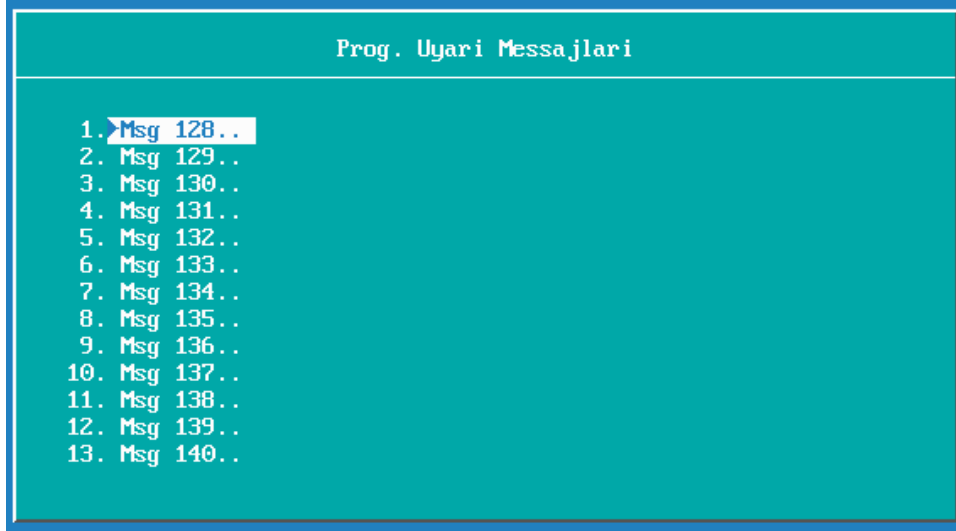 Prog. Uyari Messajlari
1. Msg 128..
2. Msg 129..
3. Msg 130..
4. Msg 131..
5. Msg 132..
6. Msg 133..
7. Msg 134..
8. Msg 135..
9. Msg 136..
10. Msg 137..
11. Msg 138..
12. Msg 139..
13. Msg 140..